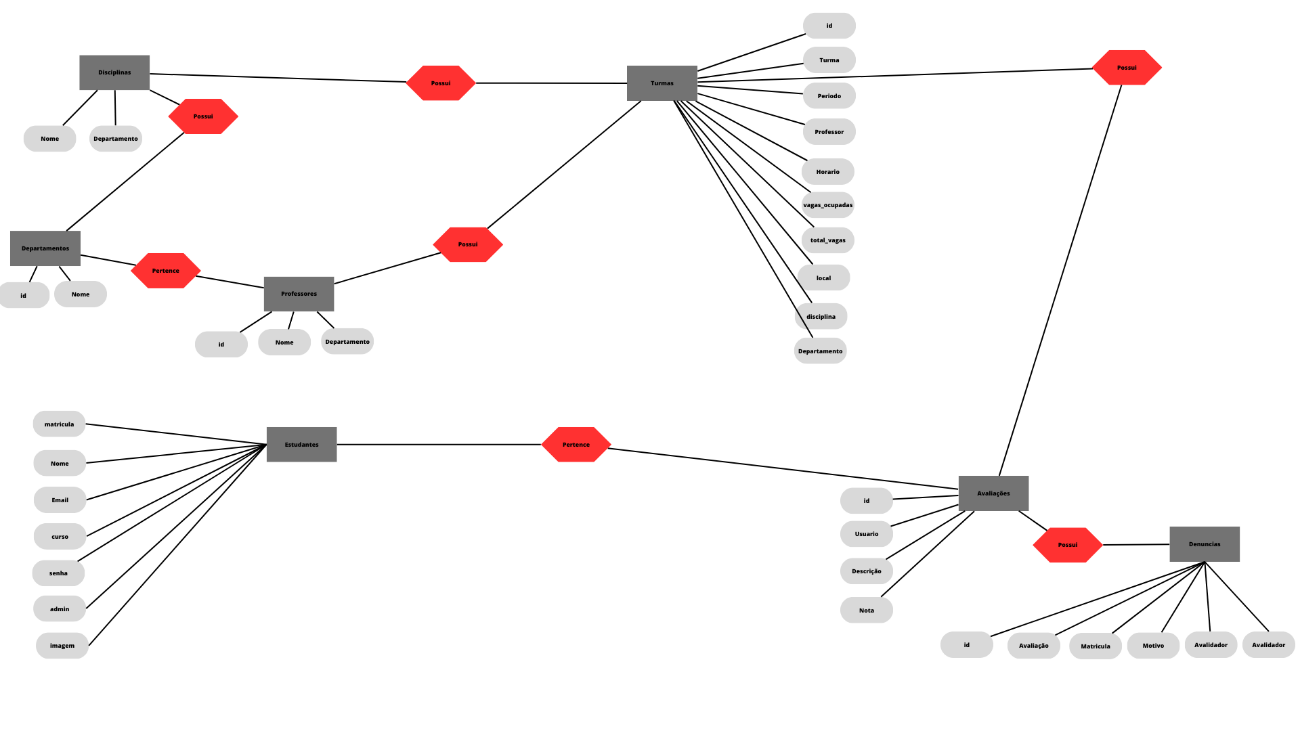 id
Disciplinas
Possui
Turmas
Turma
Possui
Periodo
Possui
Professor
Nome
Departamento
Horario
vagas_ocupadas
total_vagas
Departamentos
Possui
Pertence
local
id
Nome
Professores
disciplina
id
Nome
Departamento
Departamento
matricula
Estudantes
Pertence
Nome
Email
curso
senha
admin
imagem
Avaliações
id
Usuario
Descrição
Nota
Possui
Denuncias
id
Avaliação
Matricula
Motivo
Avalidador
Avalidador